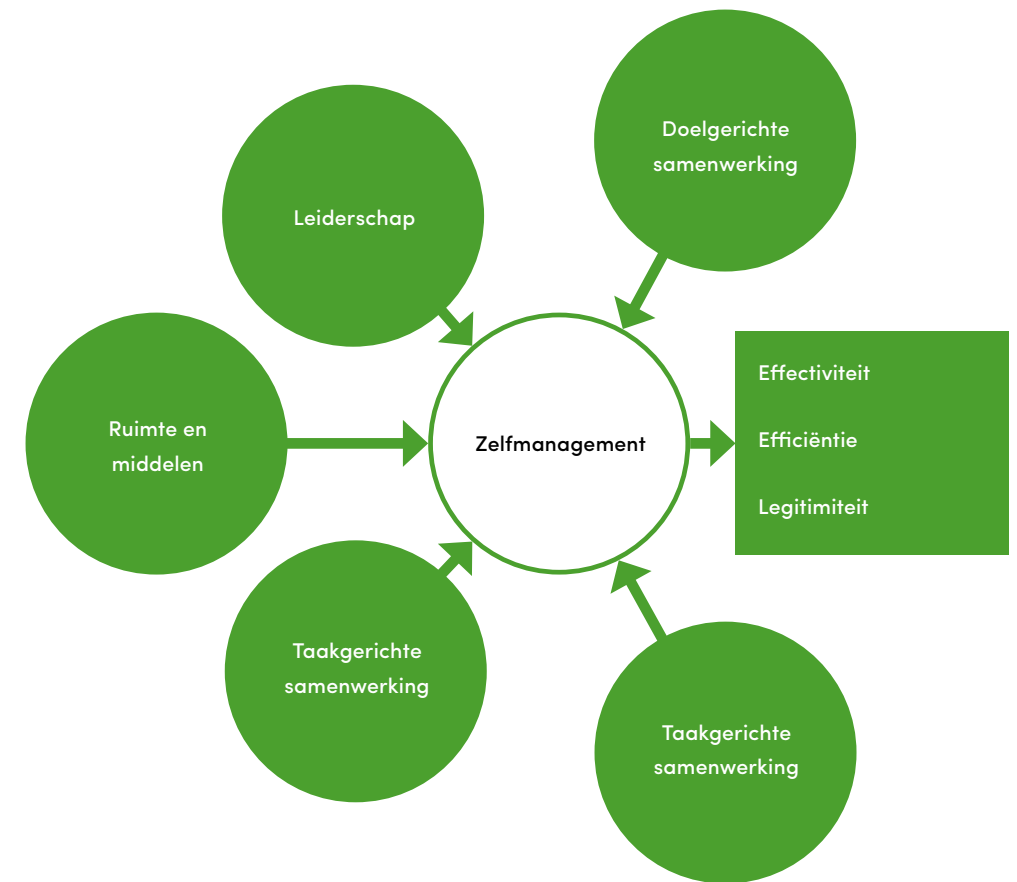 Doelgerichte
samenwerking
Leiderschap
Effectiviteit
Ruimte en
middelen
Zelfmanagement
Efficiëntie
Legitimiteit
Taakgerichte
samenwerking
Taakgerichte
samenwerking